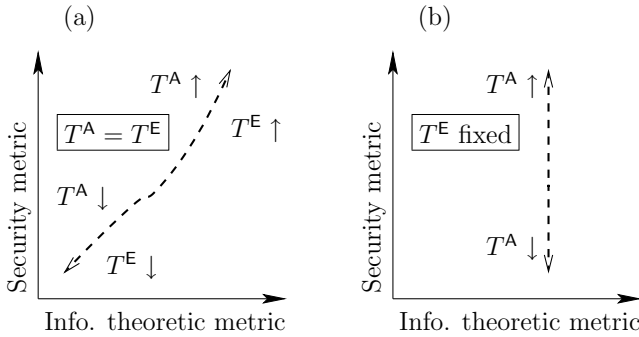 (a)
Security metric
T^A ↑
T^A = T^E
T^E ↑
T^A ↓
T^E ↓
Info. theoretic metric
(b)
Security metric
T^A ↑
T^E fixed
T^A ↓
Info. theoretic metric